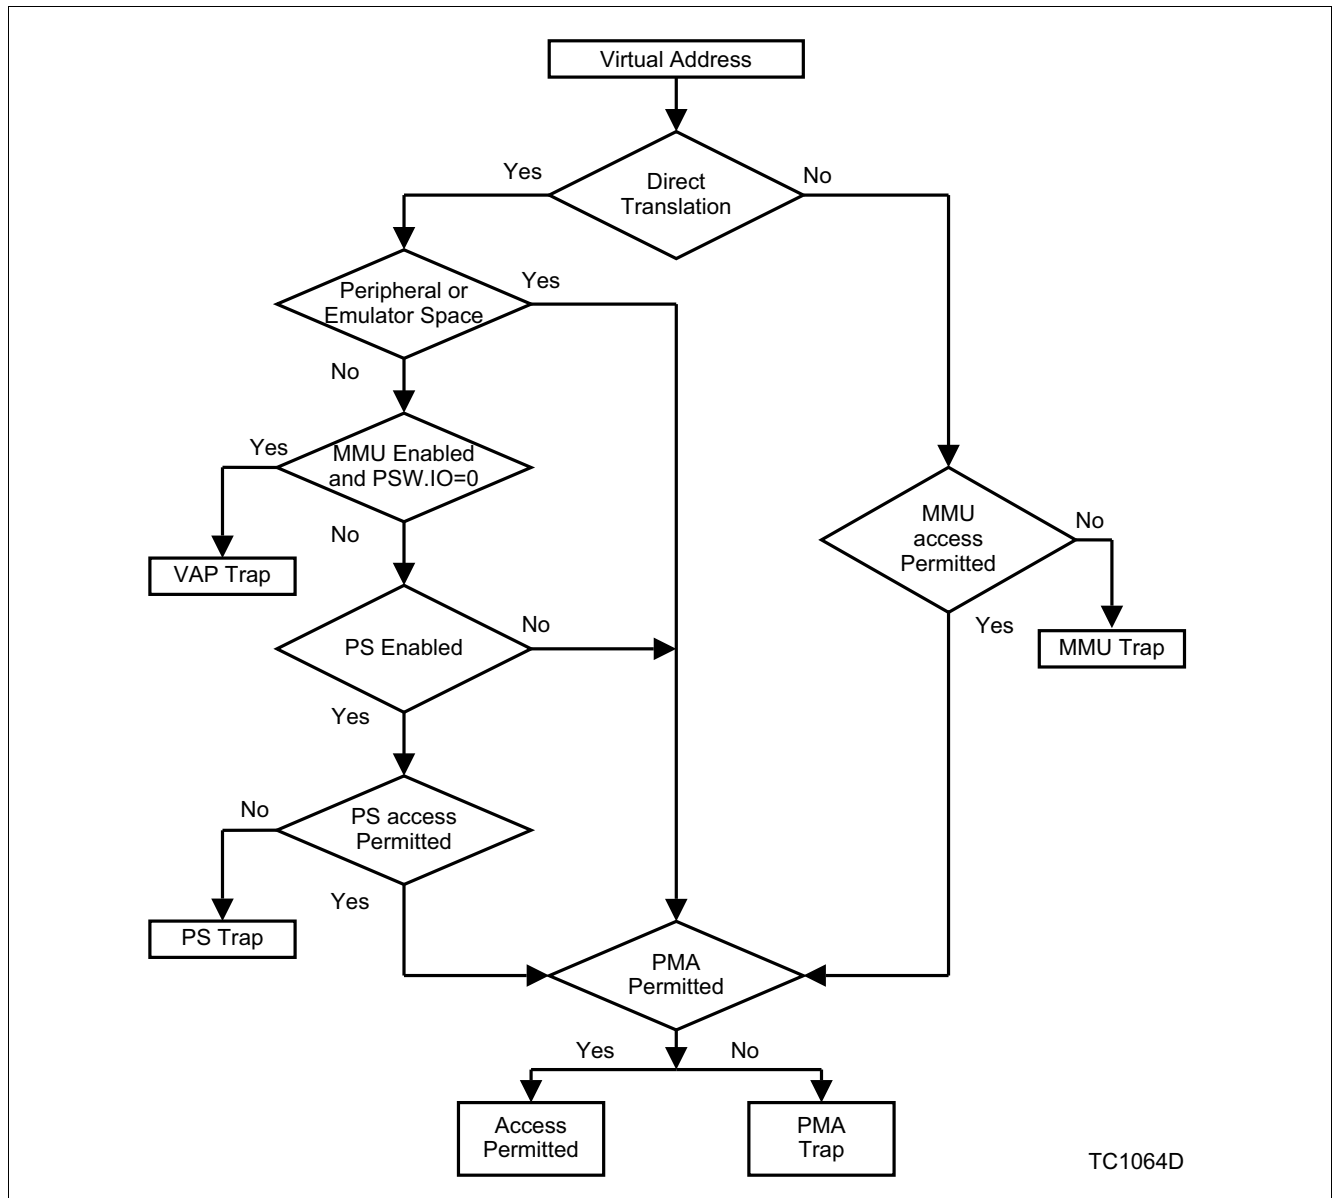 Virtual Address
Yes
Direct
Translation
No
Peripheral or
Emulator Space
Yes
No
Yes
MMU Enabled
and PSW.IO=0
No
VAP Trap
MMU
access
Permitted
No
PS Enabled
No
Yes
MMU Trap
Yes
No
PS access
Permitted
Yes
PS Trap
PMA
Permitted
Yes
No
Access
Permitted
PMA
Trap
TC1064D